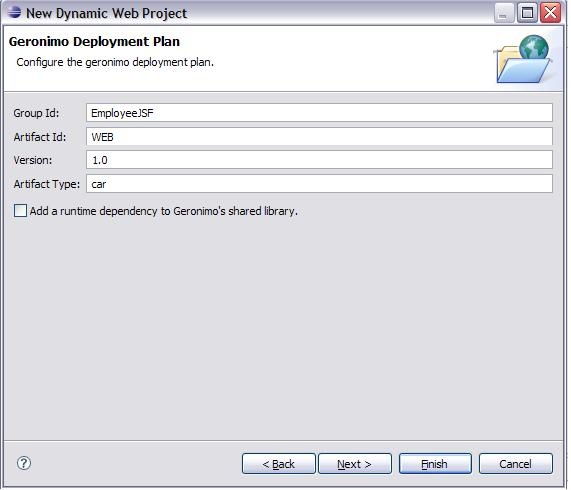 New Dynamic Web Project
Geronimo Deployment Plan
Configure the geronimo deployment plan.
Group Id: EmployeeJSF
Artifact Id: WEB
Version: 1.0
Artifact Type: car
Add a runtime dependency to Geronimo's shared library.
? < Back Next > Finish Cancel